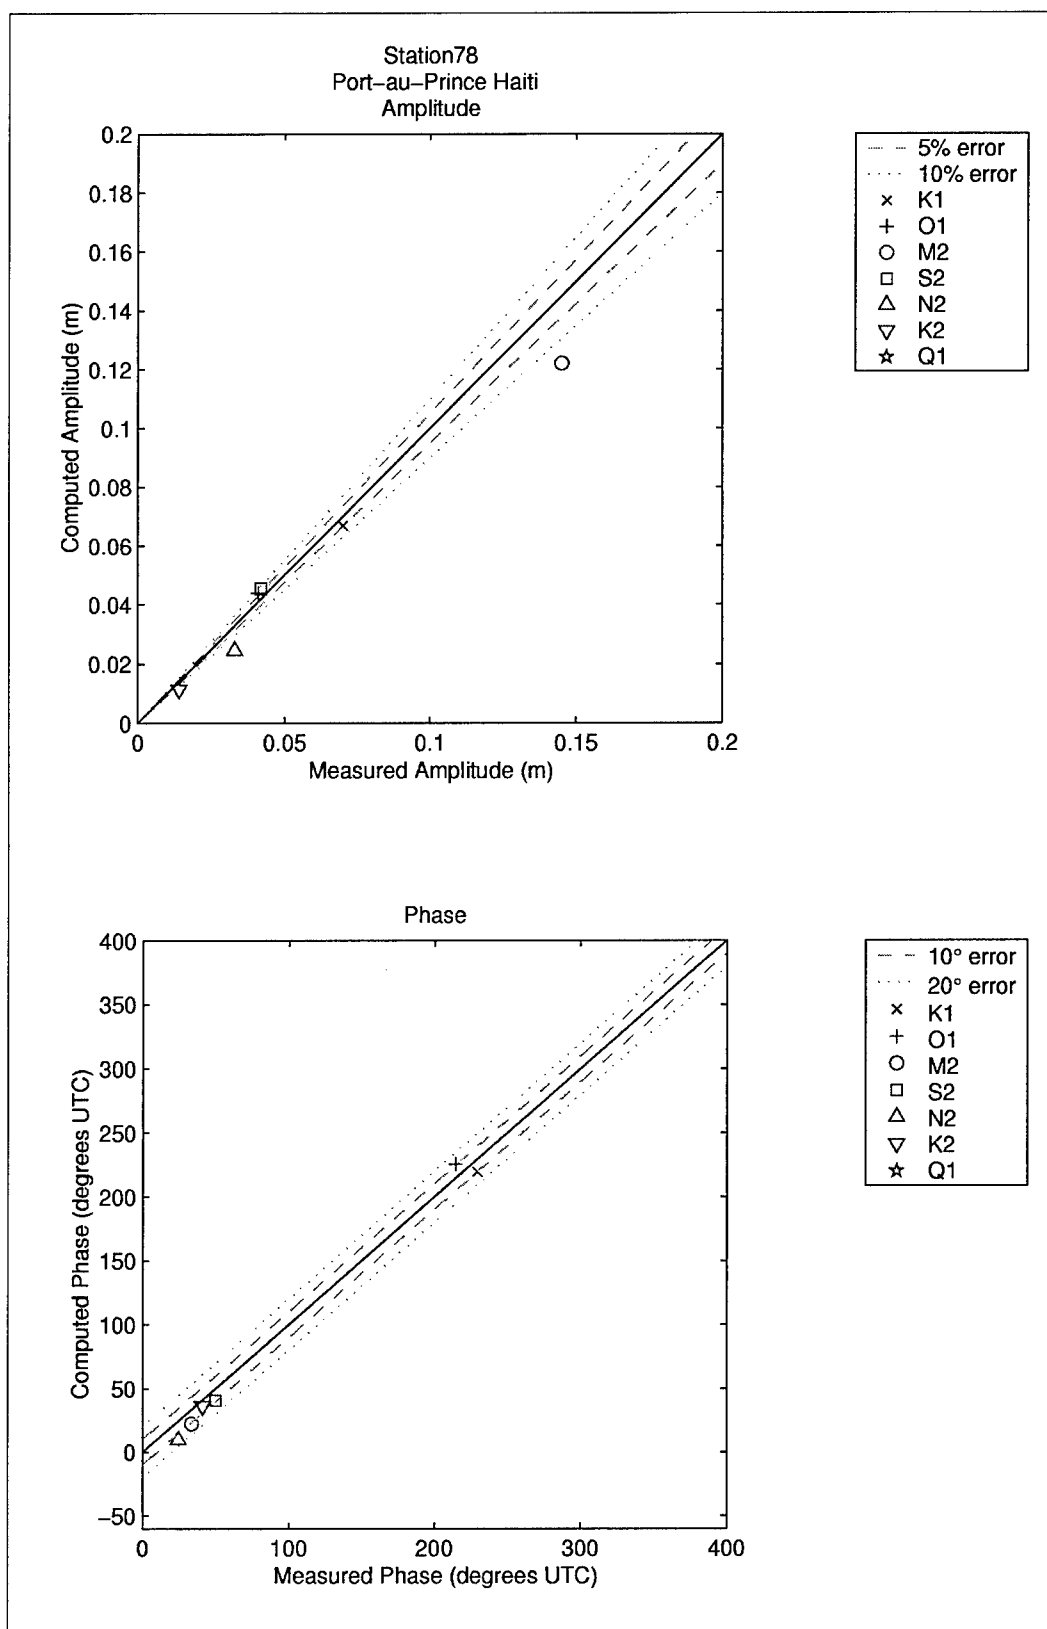 Station78
Port-au-Prince Haiti
Amplitude
0.2
0.18
0.16
0.14
0.12
0.1
0.08
0.06
0.04
0.02
0
Computed Amplitude (m)
0 0.05 0.1 0.15 0.2
Measured Amplitude (m)
5% error
10% error
K1
O1
M2
S2
N2
K2
Q1
Phase
400
350
300
250
200
150
100
50
0
-50
Computed Phase (degrees UTC)
0 100 200 300 400
Measured Phase (degrees UTC)
10° error
20° error
K1
O1
M2
S2
N2
K2
Q1